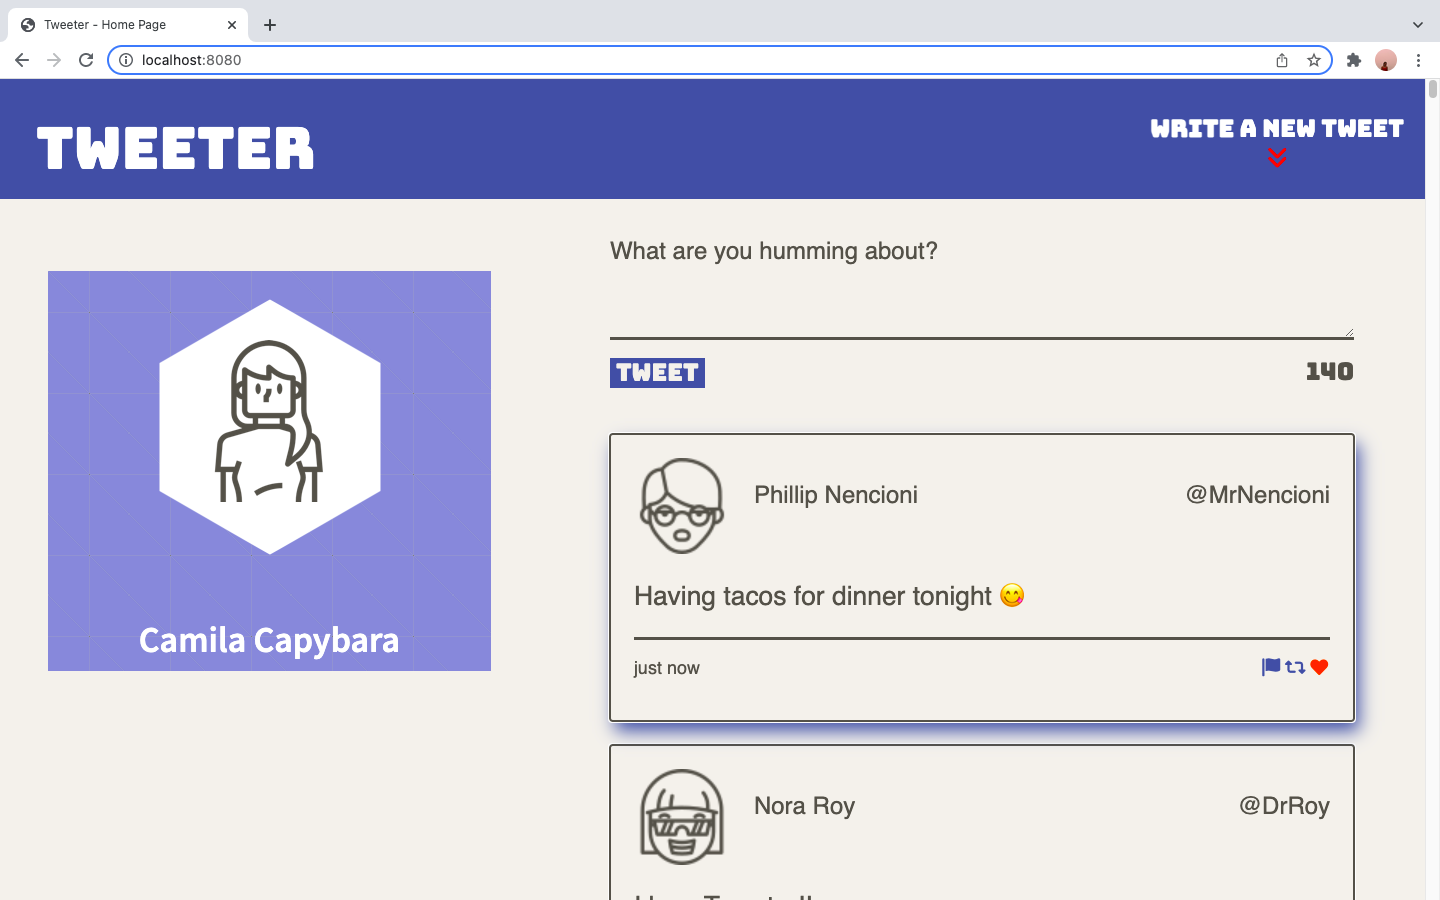 Tweeter - Home Page
localhost:8080
TWEETER
WRITE A NEW TWEET
What are you humming about?
TWEET
140
Phillip Nencioni
@MrNencioni
Having tacos for dinner tonight 😋
just now
Camila Capybara
Nora Roy
@DrRoy